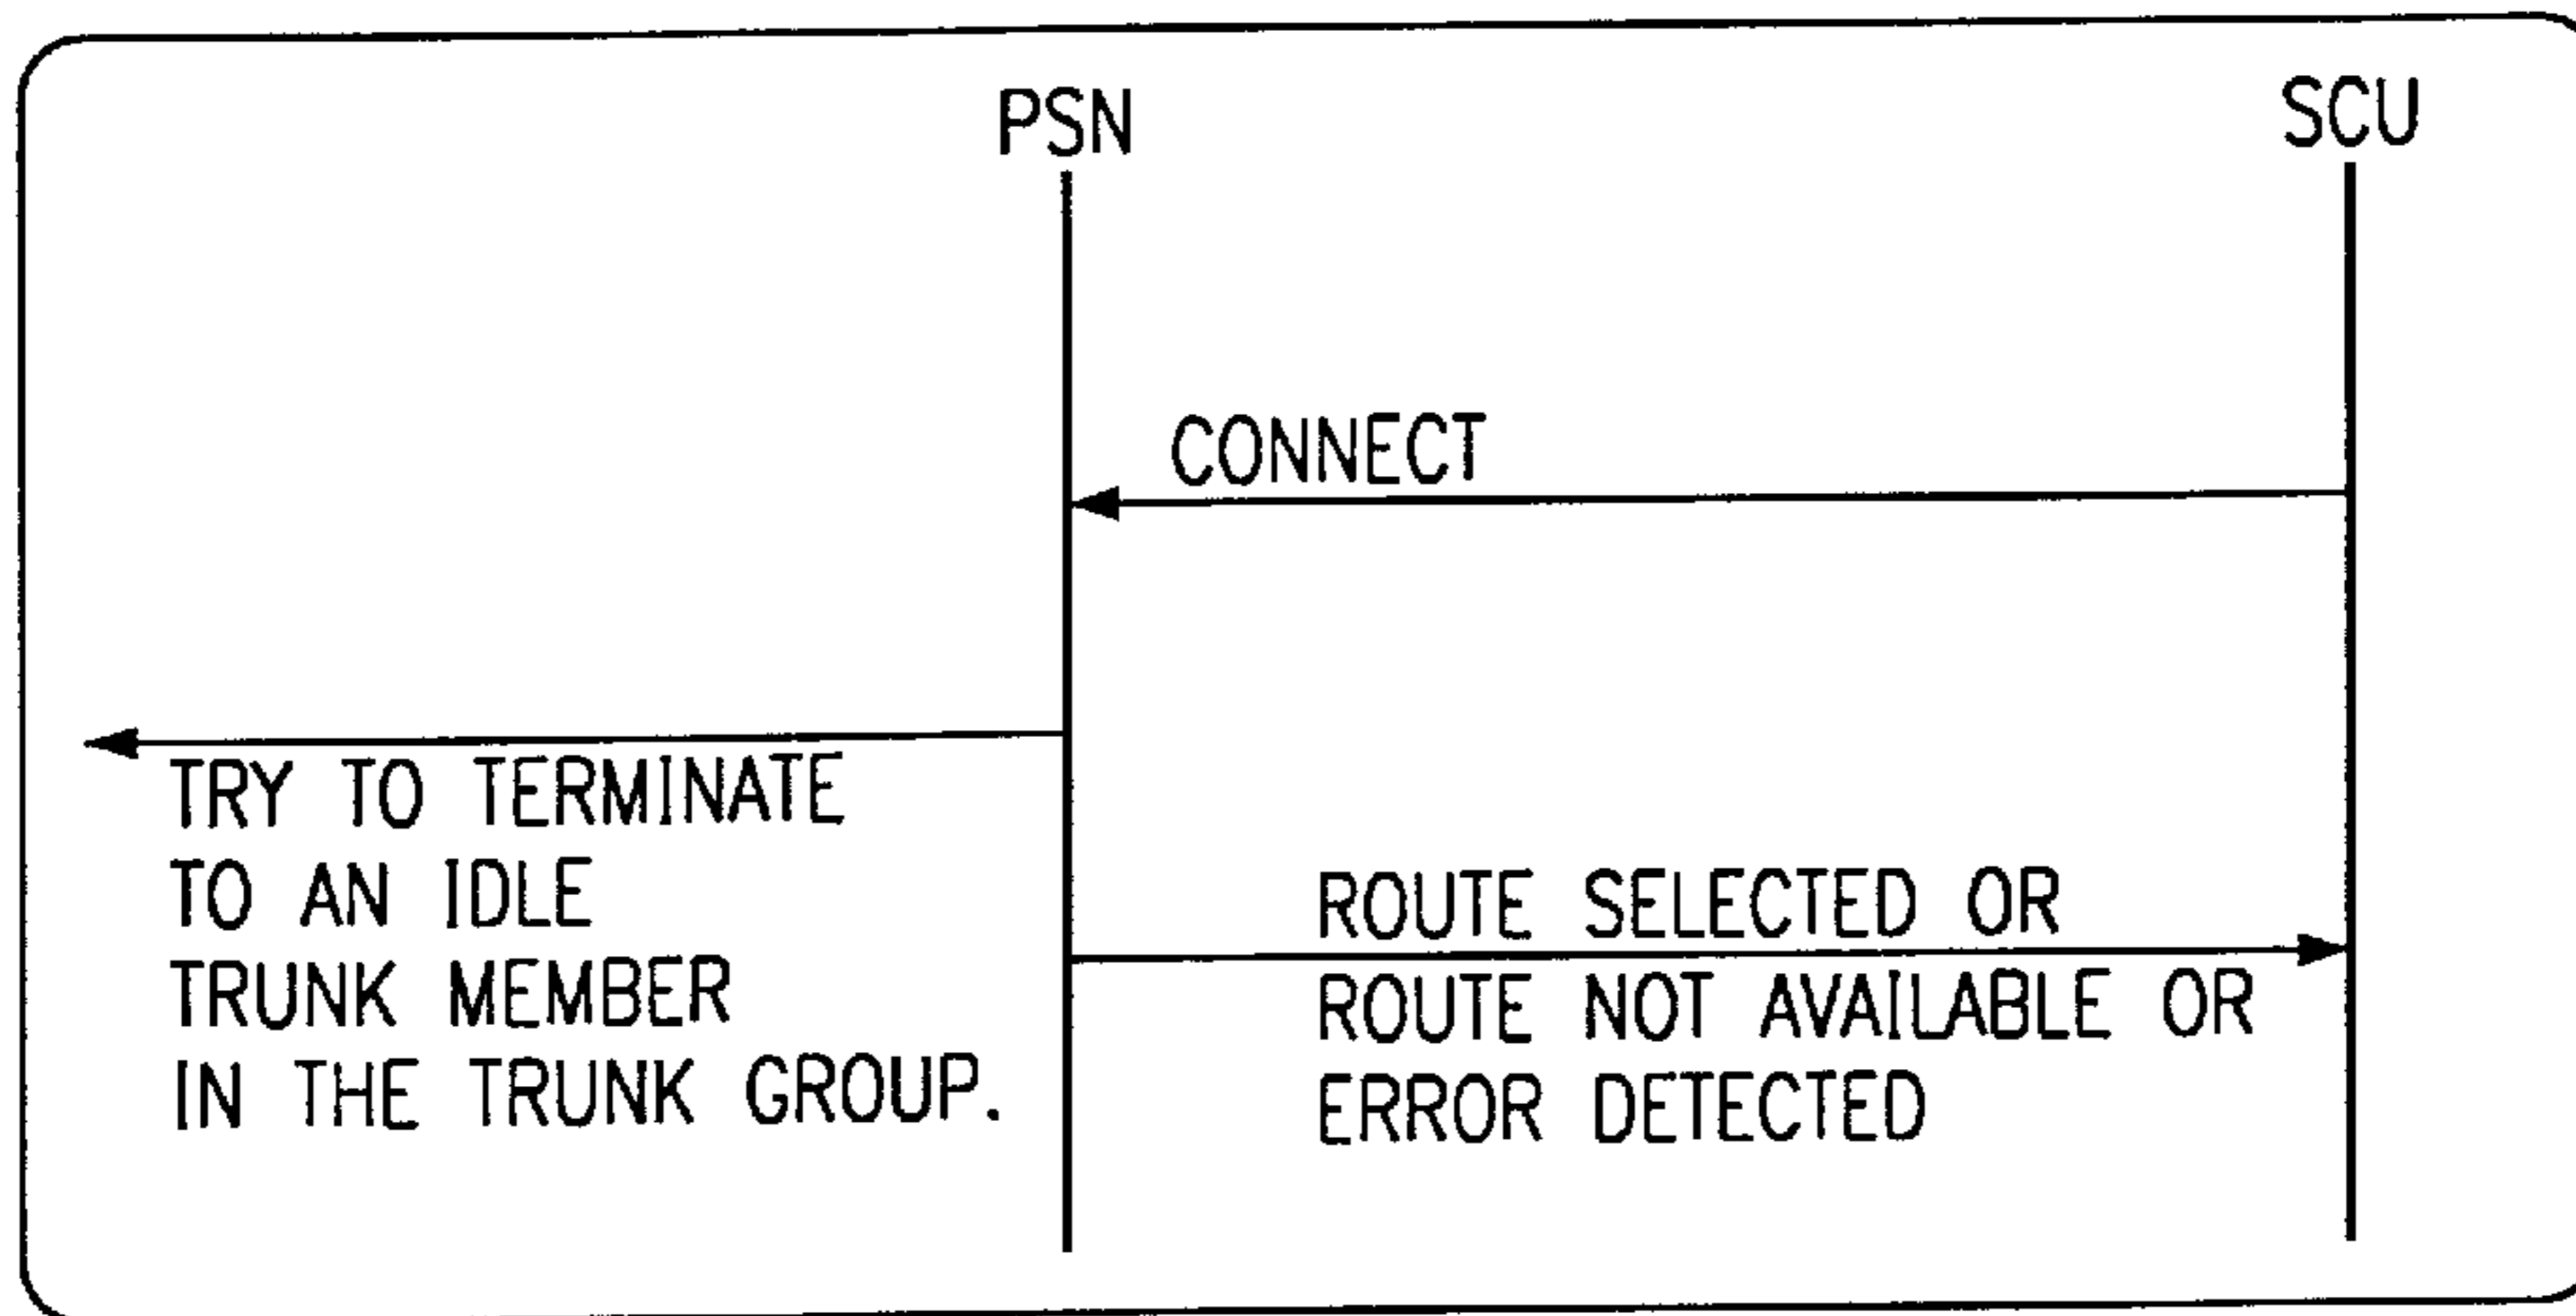 PSN
SCU
CONNECT
TRY TO TERMINATE
TO AN IDLE
TRUNK MEMBER
IN THE TRUNK GROUP.
ROUTE SELECTED OR
ROUTE NOT AVAILABLE OR
ERROR DETECTED